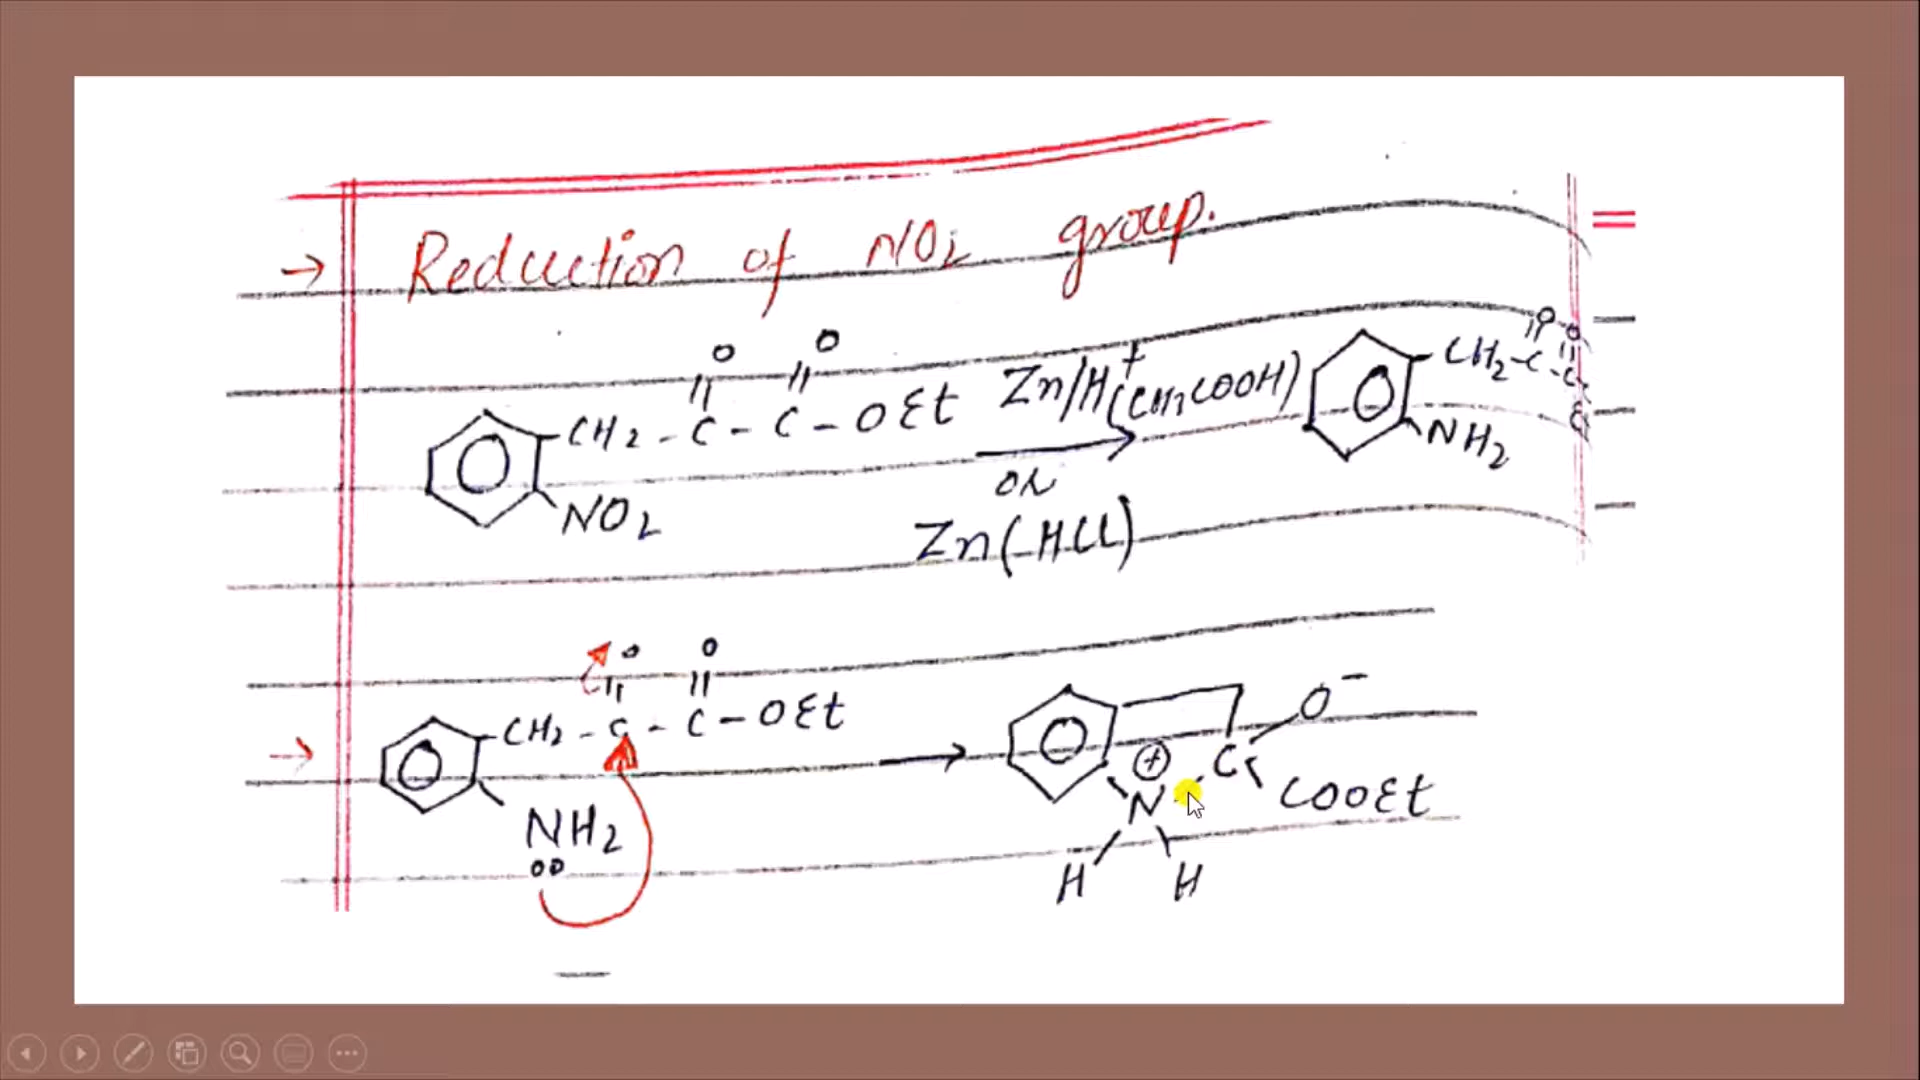 → Reduction of NO2 group.
O O
CH2 - C - C - OEt Zn/H+(CH3COOH) CH2 - C - C
NO2 OR NH2
Zn(HCl)
→ O O
CH2 - C - C - OEt → O-
NH2 ⊕ N C COOEt
H H